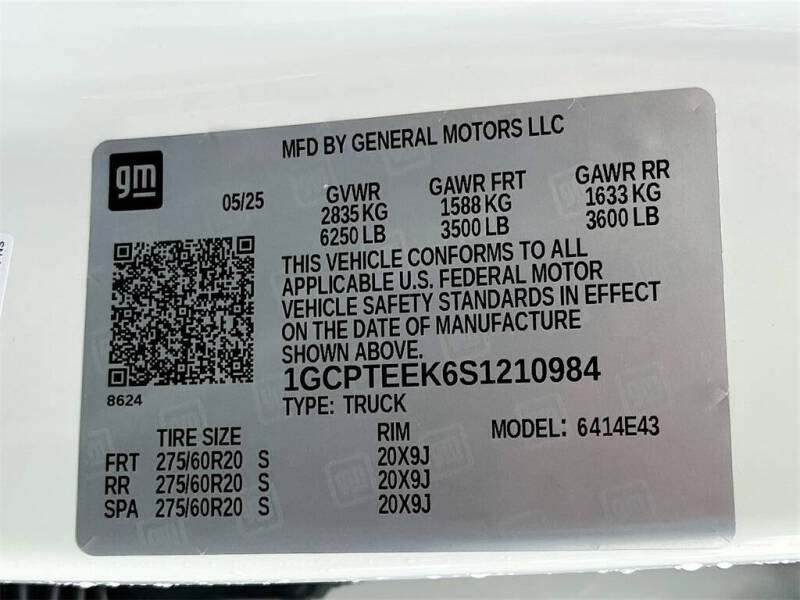 MFD BY GENERAL MOTORS LLC
gm
05/25
GVWR GAWR FRT GAWR RR
2835 KG 1588 KG 1633 KG
6250 LB 3500 LB 3600 LB
THIS VEHICLE CONFORMS TO ALL
APPLICABLE U.S. FEDERAL MOTOR
VEHICLE SAFETY STANDARDS IN EFFECT
ON THE DATE OF MANUFACTURE
SHOWN ABOVE.
1GCPTEEK6S1210984
8624
TYPE: TRUCK
MODEL: 6414E43
TIRE SIZE RIM
FRT 275/60R20 S 20X9J
RR 275/60R20 S 20X9J
SPA 275/60R20 S 20X9J